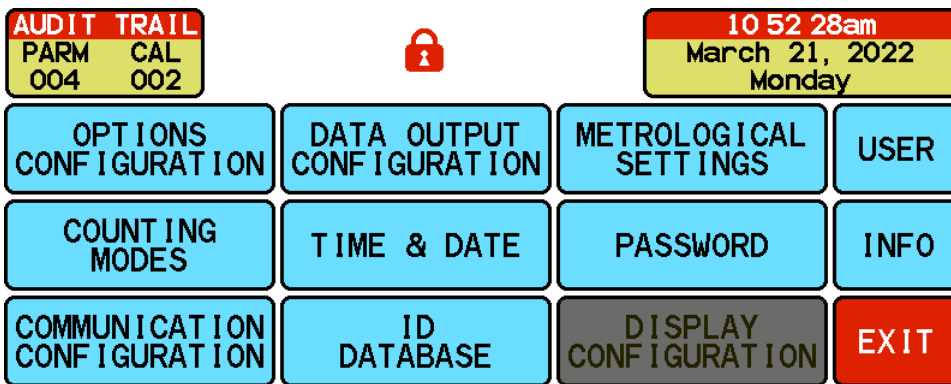 AUDIT TRAIL
PARM CAL
004 002
10 52 28am
March 21, 2022
Monday
OPTIONS
CONFIGURATION
DATA OUTPUT
CONFIGURATION
METROLOGICAL
SETTINGS
USER
COUNTING
MODES
TIME & DATE
PASSWORD
INFO
COMMUNICATION
CONFIGURATION
ID
DATABASE
DISPLAY
CONFIGURATION
EXIT